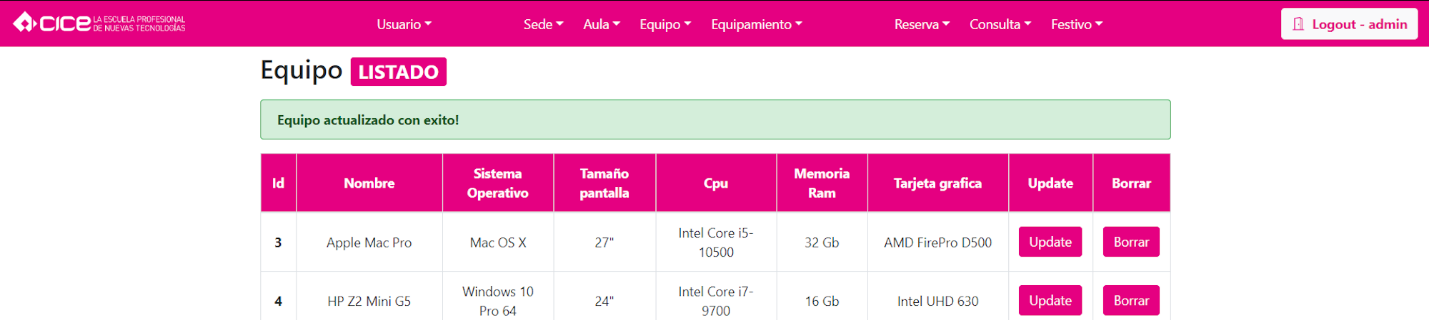 CICE LA ESCUELA PROFESIONAL
DE NUEVAS TECNOLOGÍAS
Usuario Sede Aula Equipo Equipamiento Reserva Consulta Festivo Logout - admin
Equipo LISTADO
Equipo actualizado con exito!
Id Nombre Sistema Operativo Tamaño pantalla Cpu Memoria Ram Tarjeta grafica Update Borrar
3 Apple Mac Pro Mac OS X 27" Intel Core i5-10500 32 Gb AMD FirePro D500 Update Borrar
4 HP Z2 Mini G5 Windows 10 Pro 64 24" Intel Core i7-9700 16 Gb Intel UHD 630 Update Borrar